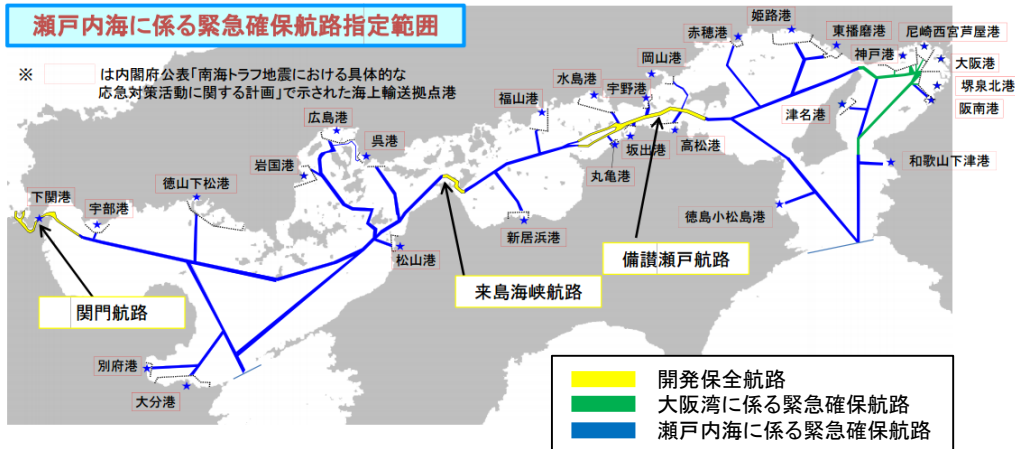 瀬戸内海に係る緊急確保航路指定範囲
※ は内閣府公表「南海トラフ地震における具体的な
応急対策活動に関する計画」で示された海上輸送拠点港
姫路港
赤穂港
東播磨港
尼崎西宮芦屋港
神戸港
大阪港
堺泉北港
阪南港
岡山港
水島港
宇野港
福山港
津名港
広島港
呉港
坂出港
高松港
丸亀港
和歌山下津港
岩国港
徳山下松港
下関港
宇部港
徳島小松島港
新居浜港
松山港
備讃瀬戸航路
来島海峡航路
関門航路
別府港
大分港
開発保全航路
大阪湾に係る緊急確保航路
瀬戸内海に係る緊急確保航路